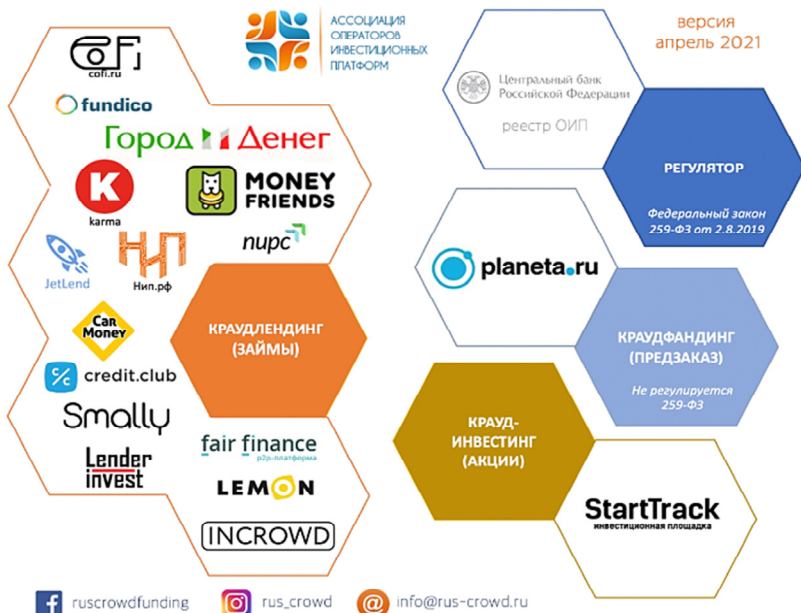 АССОЦИАЦИЯ
ОПЕРАТОРОВ
ИНВЕСТИЦИОННЫХ
ПЛАТФОРМ
версия
апрель 2021
CoFi
cofi.ru
fundico
Город Денег
K
karma
MONEY
FRIENDS
JetLend
НИП
Нип.рф
пирс
CAR
MONEY
c/c credit.club
Smally
Lender
invest
КРАУДЛЕНДИНГ
(ЗАЙМЫ)
fair finance
p2p-платформа
LEMON
INCROWD
Центральный банк
Российской Федерации
реестр ОИП
РЕГУЛЯТОР
Федеральный закон
259-ФЗ от 2.8.2019
planeta.ru
КРАУДФАНДИНГ
(ПРЕДЗАКАЗ)
Не регулируется
259-ФЗ
КРАУД-
ИНВЕСТИНГ
(АКЦИИ)
StartTrack
инвестиционная площадка
ruscrowdfunding rus_crowd info@rus-crowd.ru